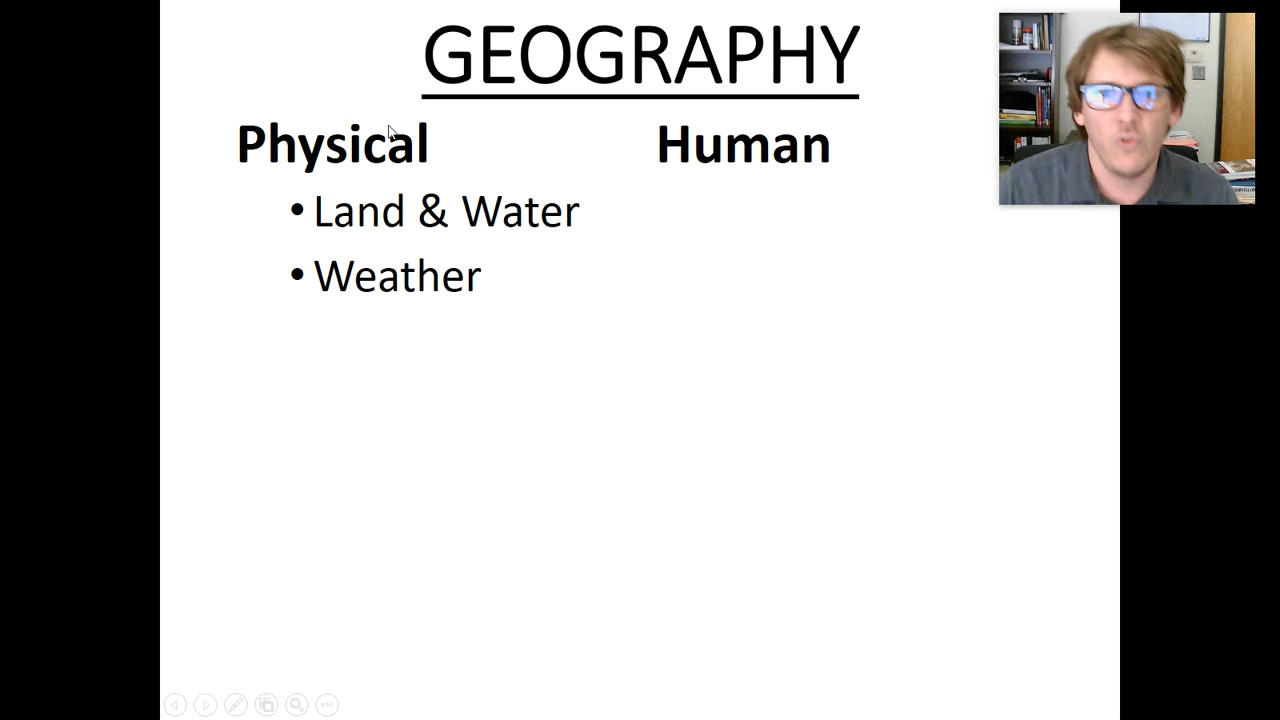 GEOGRAPHY
Physical
Human
• Land & Water
• Weather